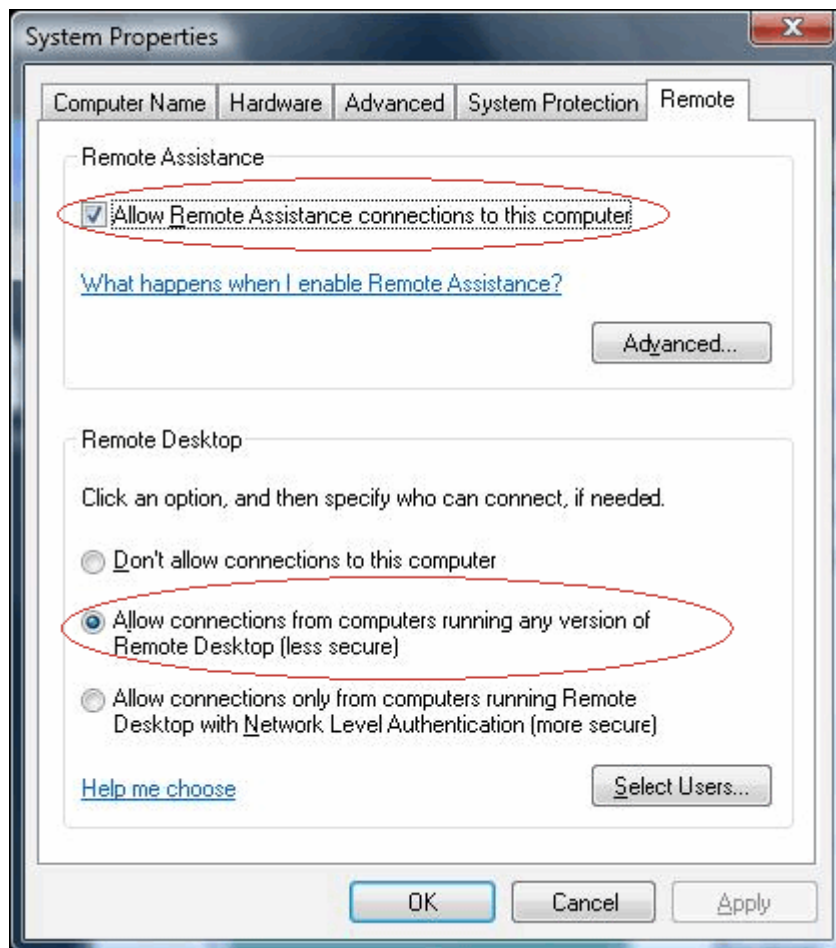 System Properties
Computer Name
Hardware
Advanced
System Protection
Remote
Remote Assistance
Allow Remote Assistance connections to this computer
What happens when I enable Remote Assistance?
Advanced...
Remote Desktop
Click an option, and then specify who can connect, if needed.
Don't allow connections to this computer
Allow connections from computers running any version of
Remote Desktop (less secure)
Allow connections only from computers running Remote
Desktop with Network Level Authentication (more secure)
Help me choose
Select Users...
OK
Cancel
Apply